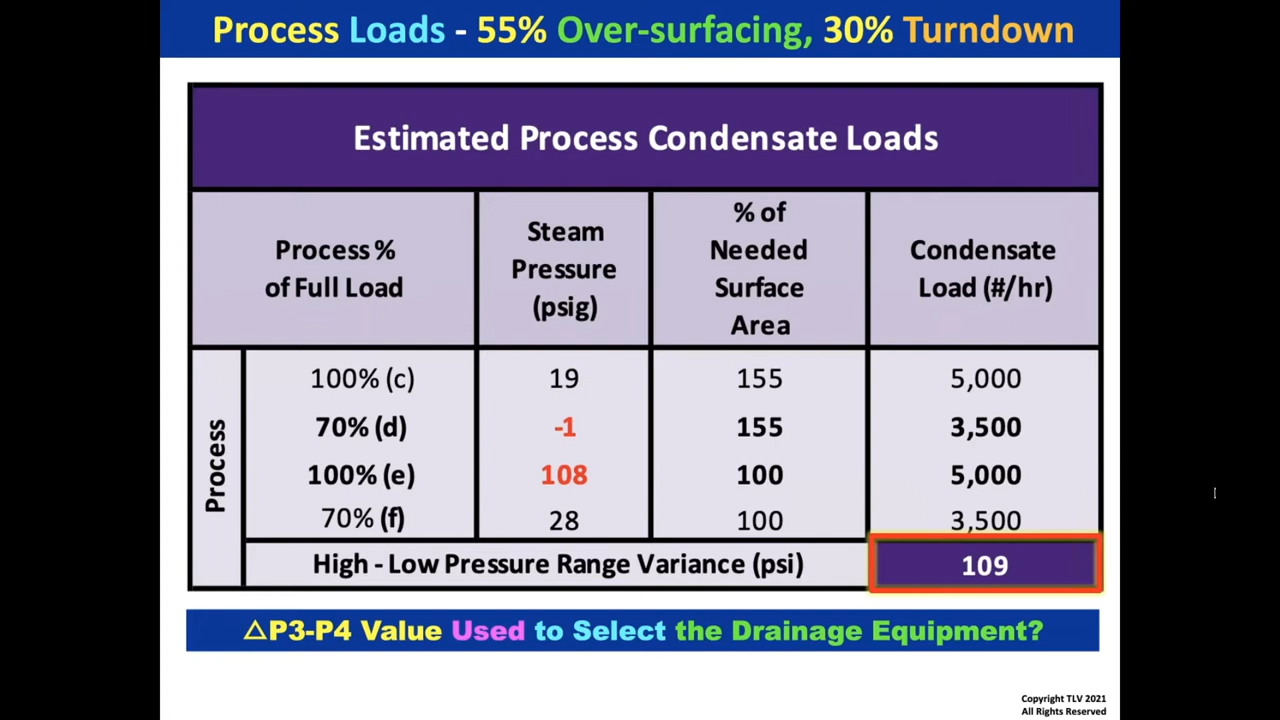 Process Loads - 55% Over-surfacing, 30% Turndown
Estimated Process Condensate Loads
Process %
of Full Load
Steam
Pressure
(psig)
% of
Needed
Surface
Area
Condensate
Load (#/hr)
Process
100% (c) 19 155 5,000
70% (d) -1 155 3,500
100% (e) 108 100 5,000
70% (f) 28 100 3,500
High - Low Pressure Range Variance (psi) 109
△P3-P4 Value Used to Select the Drainage Equipment?
Copyright TLV 2021
All Rights Reserved